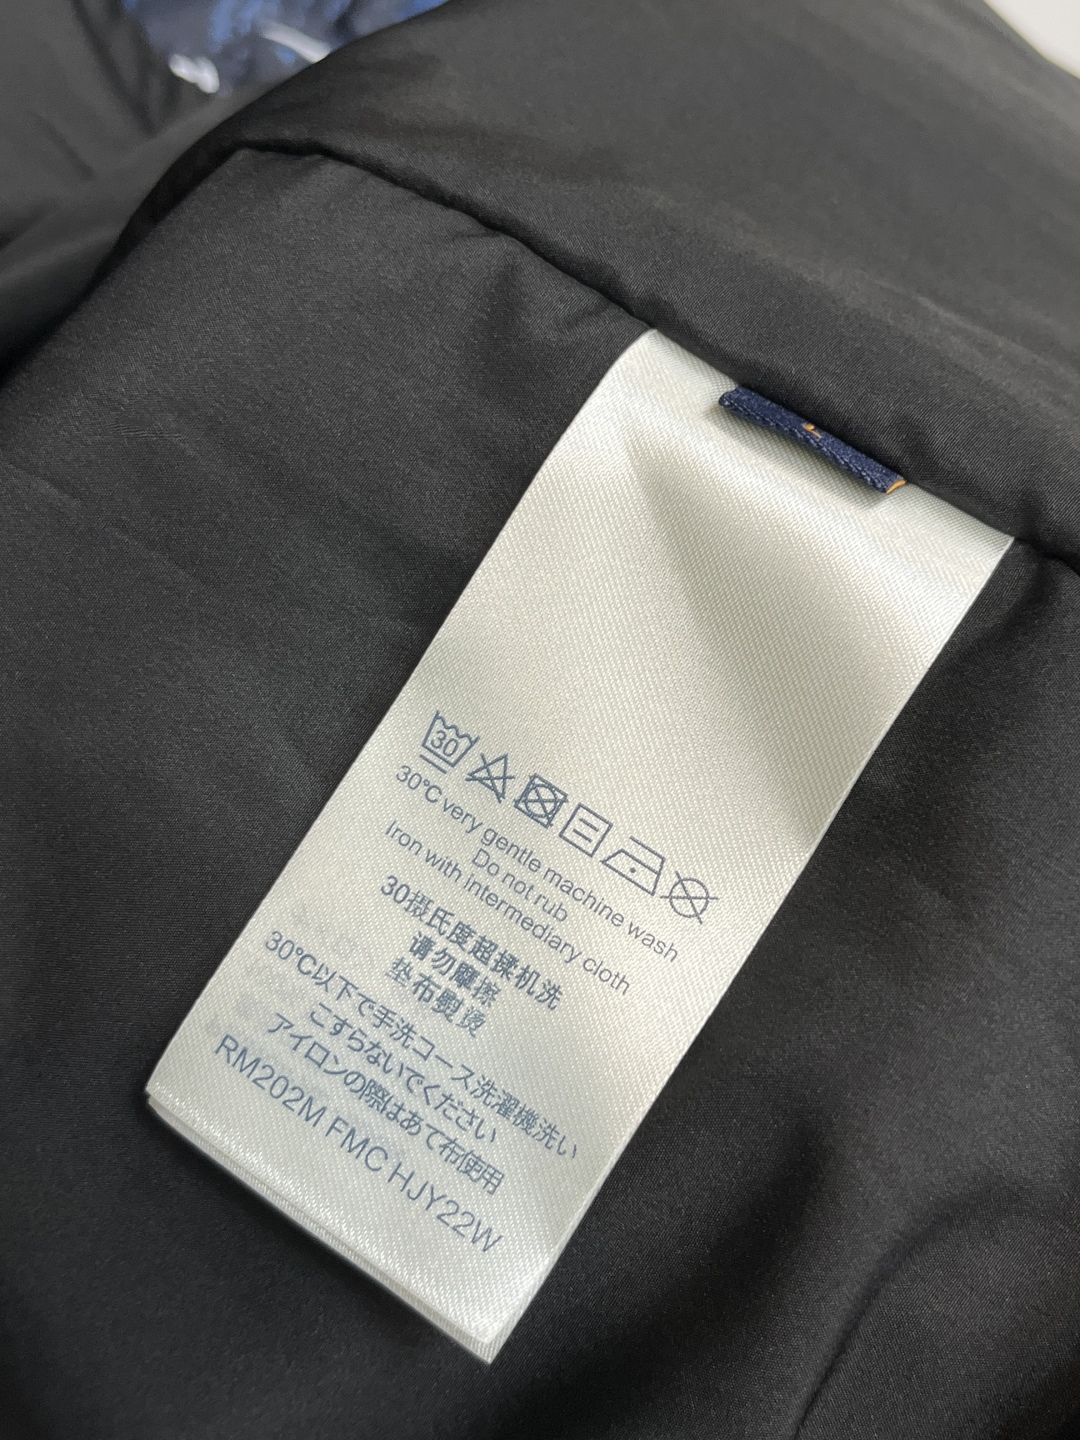 30
30℃ very gentle machine wash
Do not rub
Iron with intermediary cloth
30摄氏度超揉机洗
请勿摩擦
垫布熨烫
30℃以下で手洗コース洗濯機洗い
こすらないでください
アイロンの際はあて布使用
RM202M FMC HJY22W